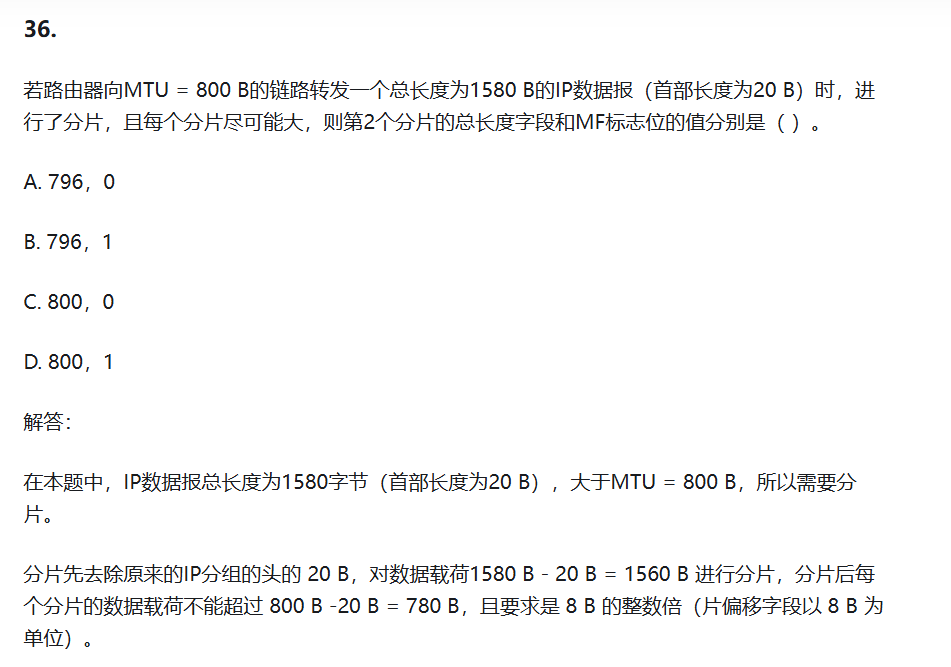 36.
若路由器向MTU = 800 B的链路转发一个总长度为1580 B的IP数据报（首部长度为20 B）时，进
行了分片，且每个分片尽可能大，则第2个分片的总长度字段和MF标志位的值分别是（ ）。
A. 796，0
B. 796，1
C. 800，0
D. 800，1
解答：
在本题中，IP数据报总长度为1580字节（首部长度为20 B），大于MTU = 800 B，所以需要分
片。
分片先去除原来的IP分组的头的 20 B，对数据载荷1580 B - 20 B = 1560 B 进行分片，分片后每
个分片的数据载荷不能超过 800 B -20 B = 780 B，且要求是 8 B 的整数倍（片偏移字段以 8 B 为
单位）。